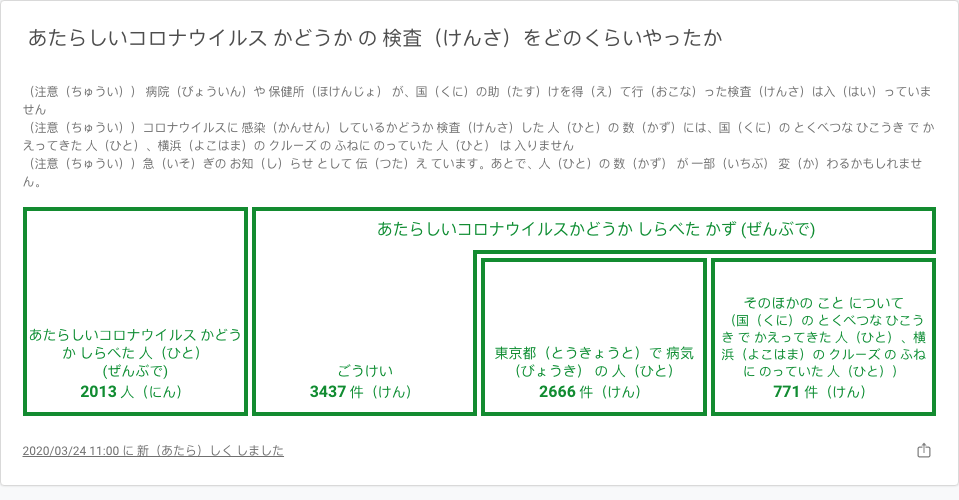 あたらしいコロナウイルス かどうか の 検査（けんさ）をどのくらいやったか
（注意（ちゅうい）） 病院（びょういん）や 保健所（ほけんじょ） が、国（くに）の助（たす）けを得（え）て行（おこな）った検査（けんさ）は入（はい）っていま
せん
（注意（ちゅうい））コロナウイルスに 感染（かんせん）しているかどうか 検査（けんさ）した 人（ひと）の 数（かず）には、国（くに）の とくべつな ひこうき で か
えってきた 人（ひと）、横浜（よこはま）の クルーズ の ふねに のっていた 人（ひと） は 入りません
（注意（ちゅうい））急（いそ）ぎの お知（し）らせ として 伝（つた）え ています。あとで、人（ひと）の 数（かず） が 一部（いちぶ） 変（か）わるかもしれませ
ん。
あたらしいコロナウイルス かどう
か しらべた 人（ひと）
(ぜんぶで)
2013 人（にん）
あたらしいコロナウイルスかどうか しらべた かず (ぜんぶで)
ごうけい
3437 件（けん）
東京都（とうきょうと）で 病気
（びょうき） の 人（ひと）
2666 件（けん）
そのほかの こと について
（国（くに）の とくべつな ひこう
き で かえってきた 人（ひと）、横
浜（よこはま）の クルーズ の ふね
に のっていた 人（ひと））
771 件（けん）
2020/03/24 11:00 に 新（あたら）しく しました